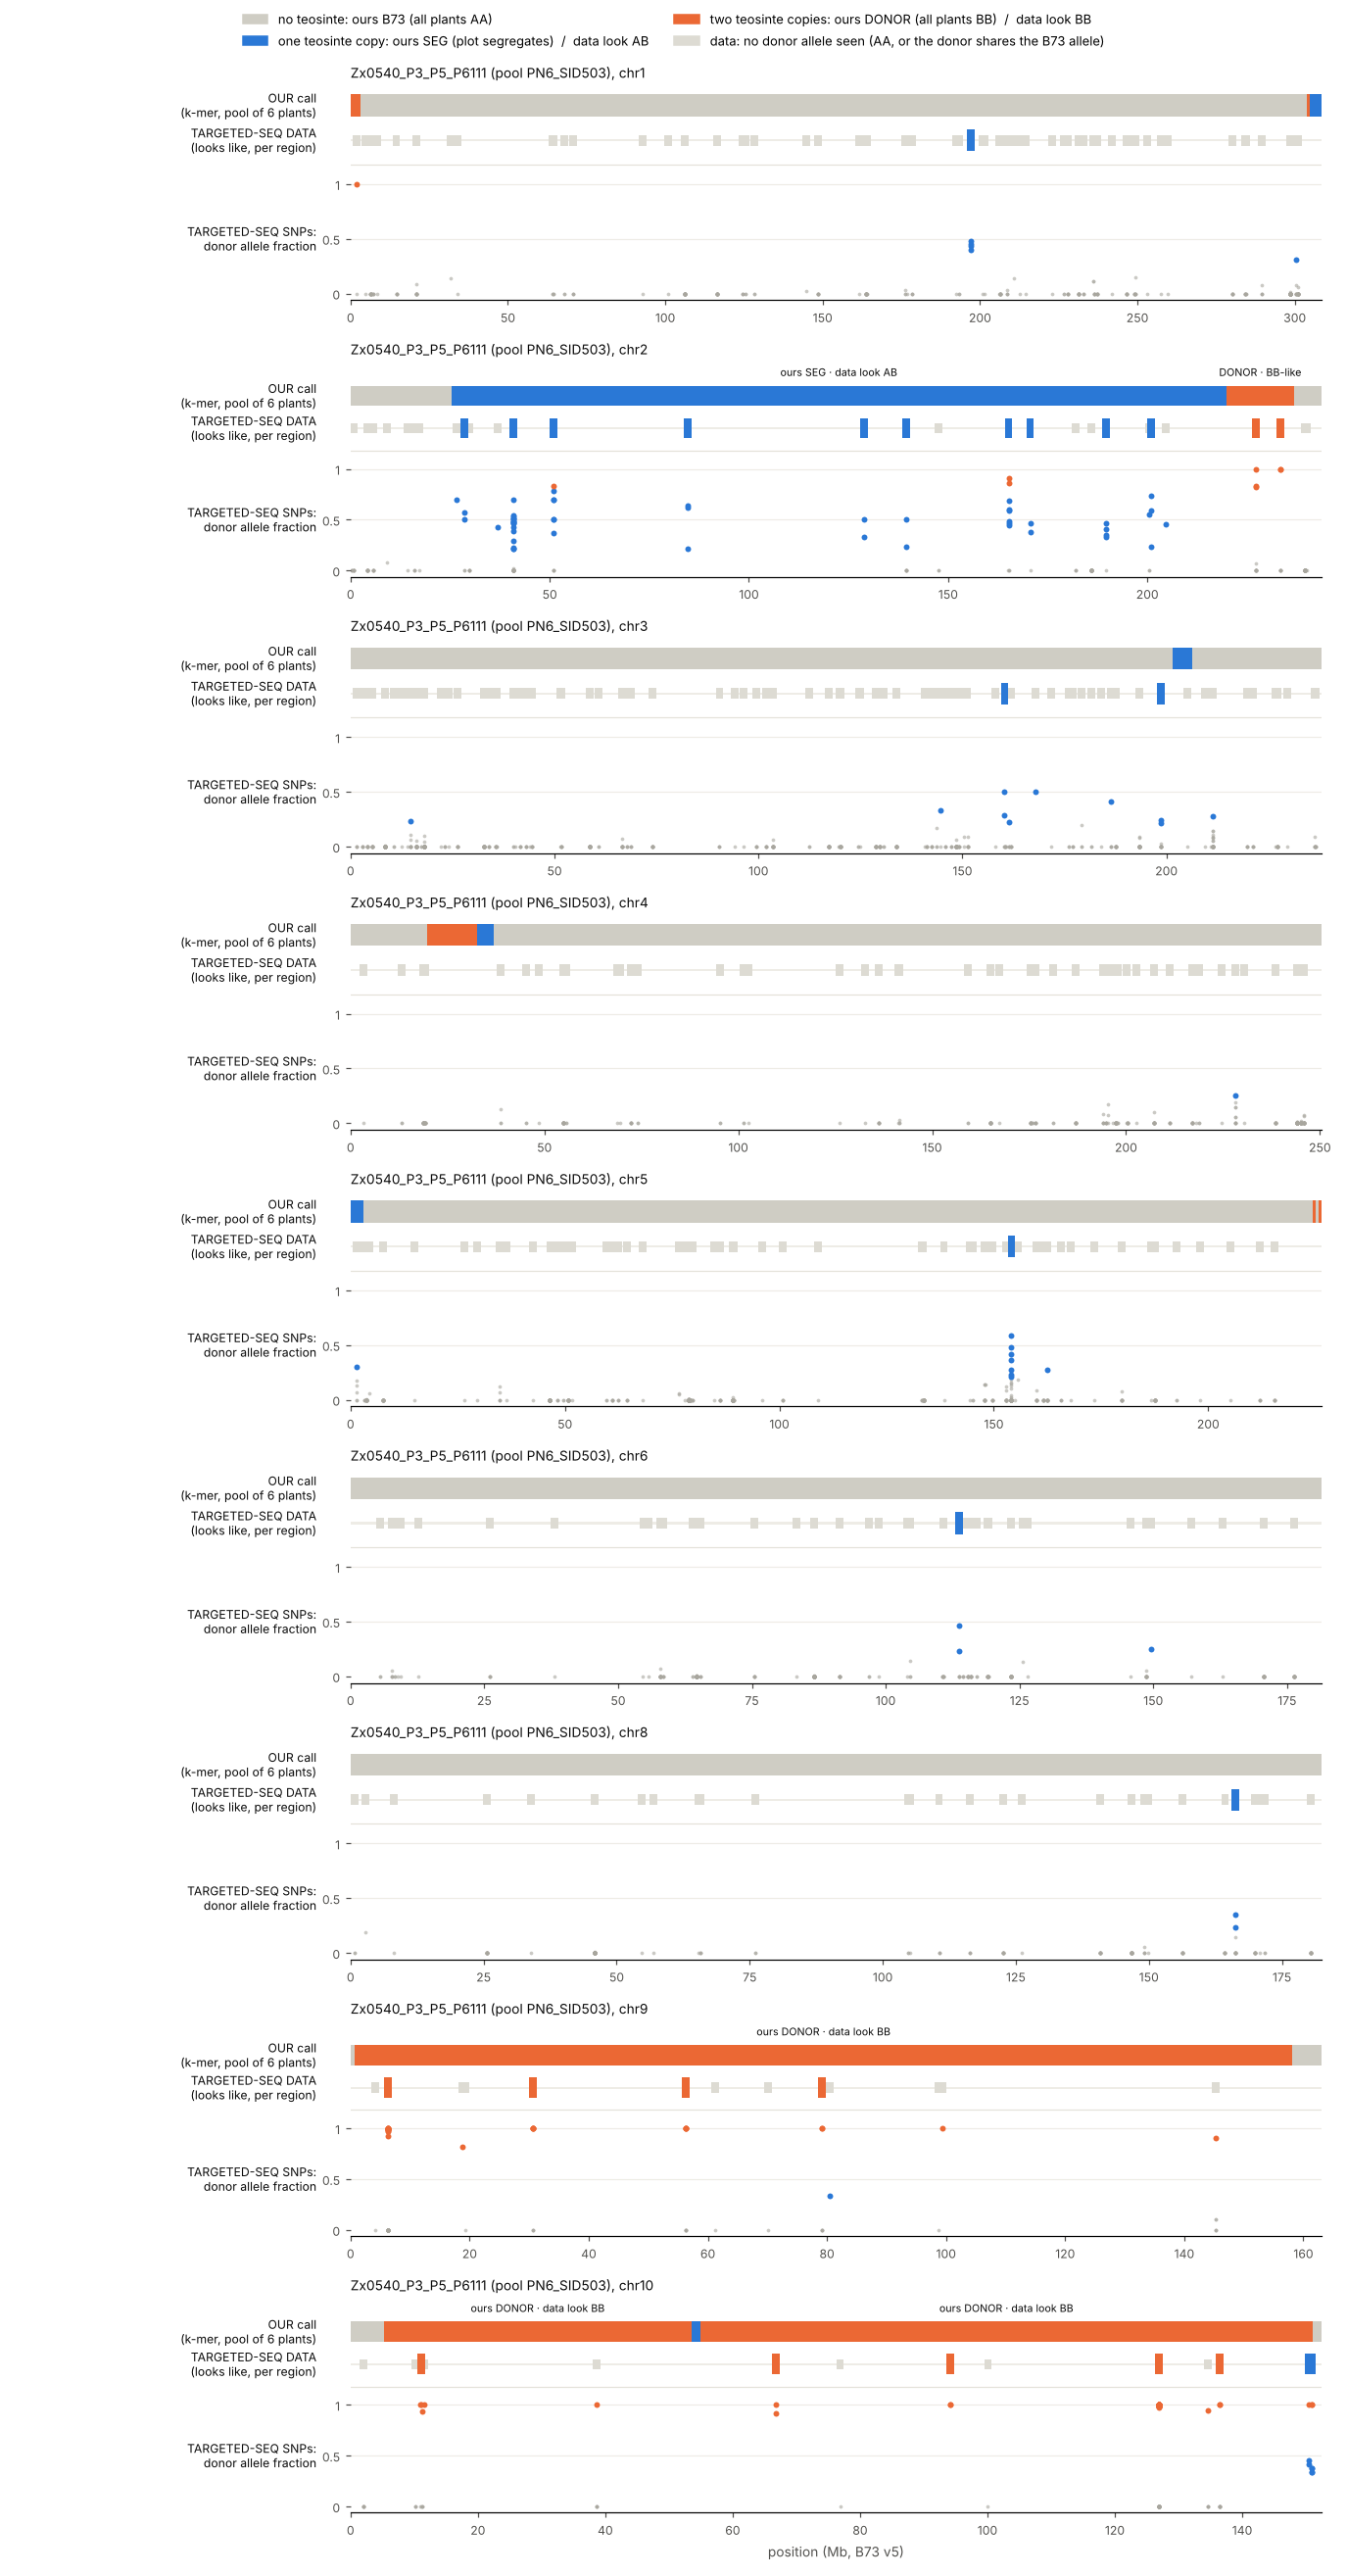 no teosinte: ours B73 (all plants AA)
two teosinte copies: ours DONOR (all plants BB)  /  data look BB
one teosinte copy: ours SEG (plot segregates)  /  data look AB
data: no donor allele seen (AA, or the donor shares the B73 allele)
Zx0540_P3_P5_P6111 (pool PN6_SID503), chr1
OUR call
(k-mer, pool of 6 plants)
TARGETED-SEQ DATA
(looks like, per region)
1
TARGETED-SEQ SNPs:
donor allele fraction
0.5
0
0 50 100 150 200 250 300
Zx0540_P3_P5_P6111 (pool PN6_SID503), chr2
ours SEG · data look AB
DONOR · BB-like
OUR call
(k-mer, pool of 6 plants)
TARGETED-SEQ DATA
(looks like, per region)
1
TARGETED-SEQ SNPs:
donor allele fraction
0.5
0
0 50 100 150 200
Zx0540_P3_P5_P6111 (pool PN6_SID503), chr3
OUR call
(k-mer, pool of 6 plants)
TARGETED-SEQ DATA
(looks like, per region)
1
TARGETED-SEQ SNPs:
donor allele fraction
0.5
0
0 50 100 150 200
Zx0540_P3_P5_P6111 (pool PN6_SID503), chr4
OUR call
(k-mer, pool of 6 plants)
TARGETED-SEQ DATA
(looks like, per region)
1
TARGETED-SEQ SNPs:
donor allele fraction
0.5
0
0 50 100 150 200 250
Zx0540_P3_P5_P6111 (pool PN6_SID503), chr5
OUR call
(k-mer, pool of 6 plants)
TARGETED-SEQ DATA
(looks like, per region)
1
TARGETED-SEQ SNPs:
donor allele fraction
0.5
0
0 50 100 150 200
Zx0540_P3_P5_P6111 (pool PN6_SID503), chr6
OUR call
(k-mer, pool of 6 plants)
TARGETED-SEQ DATA
(looks like, per region)
1
TARGETED-SEQ SNPs:
donor allele fraction
0.5
0
0 25 50 75 100 125 150 175
Zx0540_P3_P5_P6111 (pool PN6_SID503), chr8
OUR call
(k-mer, pool of 6 plants)
TARGETED-SEQ DATA
(looks like, per region)
1
TARGETED-SEQ SNPs:
donor allele fraction
0.5
0
0 25 50 75 100 125 150 175
Zx0540_P3_P5_P6111 (pool PN6_SID503), chr9
ours DONOR · data look BB
OUR call
(k-mer, pool of 6 plants)
TARGETED-SEQ DATA
(looks like, per region)
1
TARGETED-SEQ SNPs:
donor allele fraction
0.5
0
0 20 40 60 80 100 120 140 160
Zx0540_P3_P5_P6111 (pool PN6_SID503), chr10
ours DONOR · data look BB
ours DONOR · data look BB
OUR call
(k-mer, pool of 6 plants)
TARGETED-SEQ DATA
(looks like, per region)
1
TARGETED-SEQ SNPs:
donor allele fraction
0.5
0
0 20 40 60 80 100 120 140
position (Mb, B73 v5)